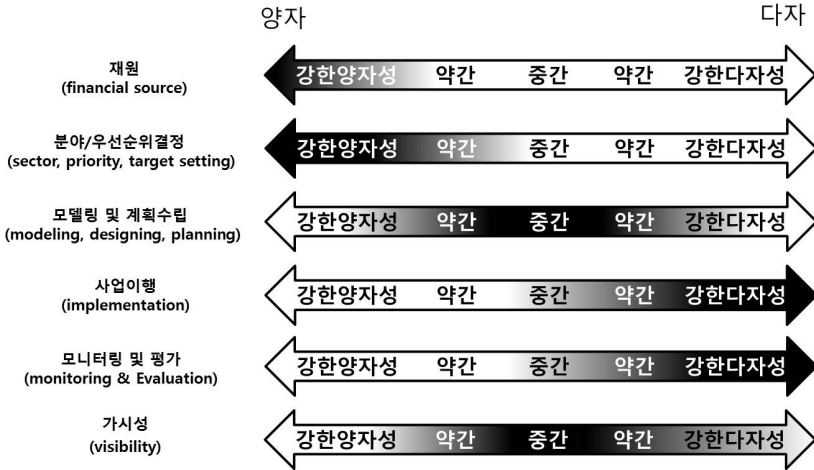 양자 다자
재원
(financial source)
강한양자성 약간 중간 약간 강한다자성
분야/우선순위결정
(sector, priority, target setting)
강한양자성 약간 중간 약간 강한다자성
모델링 및 계획수립
(modeling, designing, planning)
강한양자성 약간 중간 약간 강한다자성
사업이행
(implementation)
강한양자성 약간 중간 약간 강한다자성
모니터링 및 평가
(monitoring & Evaluation)
강한양자성 약간 중간 약간 강한다자성
가시성
(visibility)
강한양자성 약간 중간 약간 강한다자성